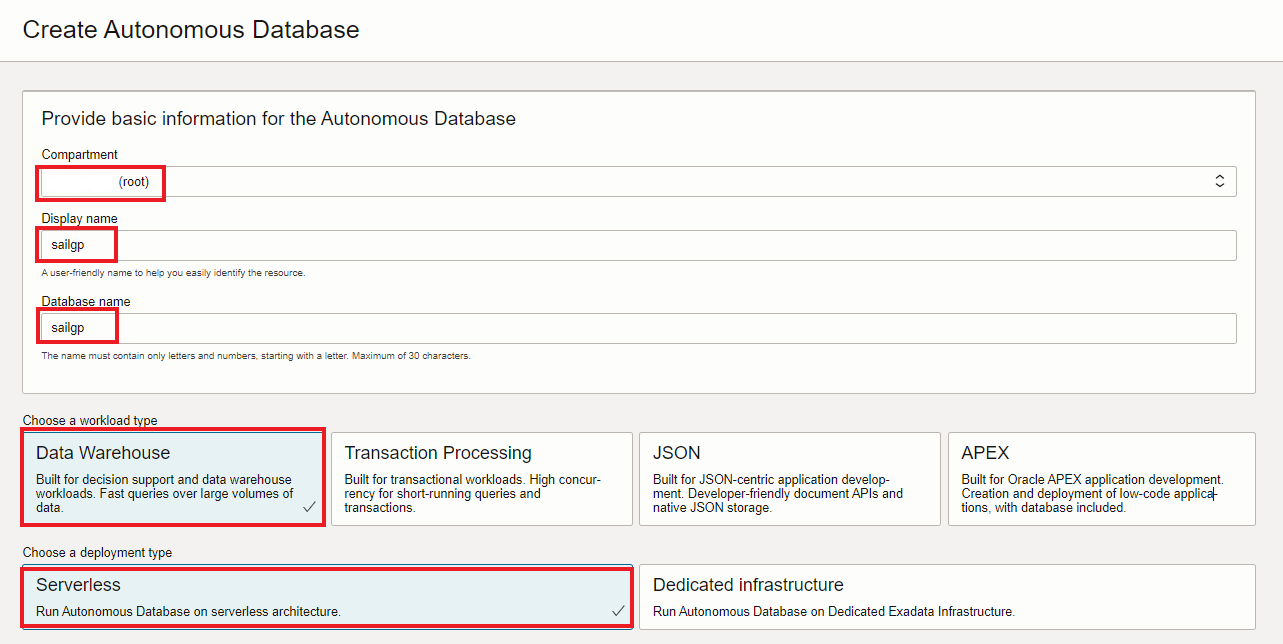 Create Autonomous Database
Provide basic information for the Autonomous Database
Compartment
(root)
Display name
sailgp
A user-friendly name to help you easily identify the resource.
Database name
sailgp
The name must contain only letters and numbers, starting with a letter. Maximum of 30 characters.
Choose a workload type
Data Warehouse
Built for decision support and data warehouse
workloads. Fast queries over large volumes of
data.
Transaction Processing
Built for transactional workloads. High concur-
rency for short-running queries and
transactions.
JSON
Built for JSON-centric application develop-
ment. Developer-friendly document APIs and
native JSON storage.
APEX
Built for Oracle APEX application development.
Creation and deployment of low-code applica-
tions, with database included.
Choose a deployment type
Serverless
Run Autonomous Database on serverless architecture.
Dedicated infrastructure
Run Autonomous Database on Dedicated Exadata Infrastructure.